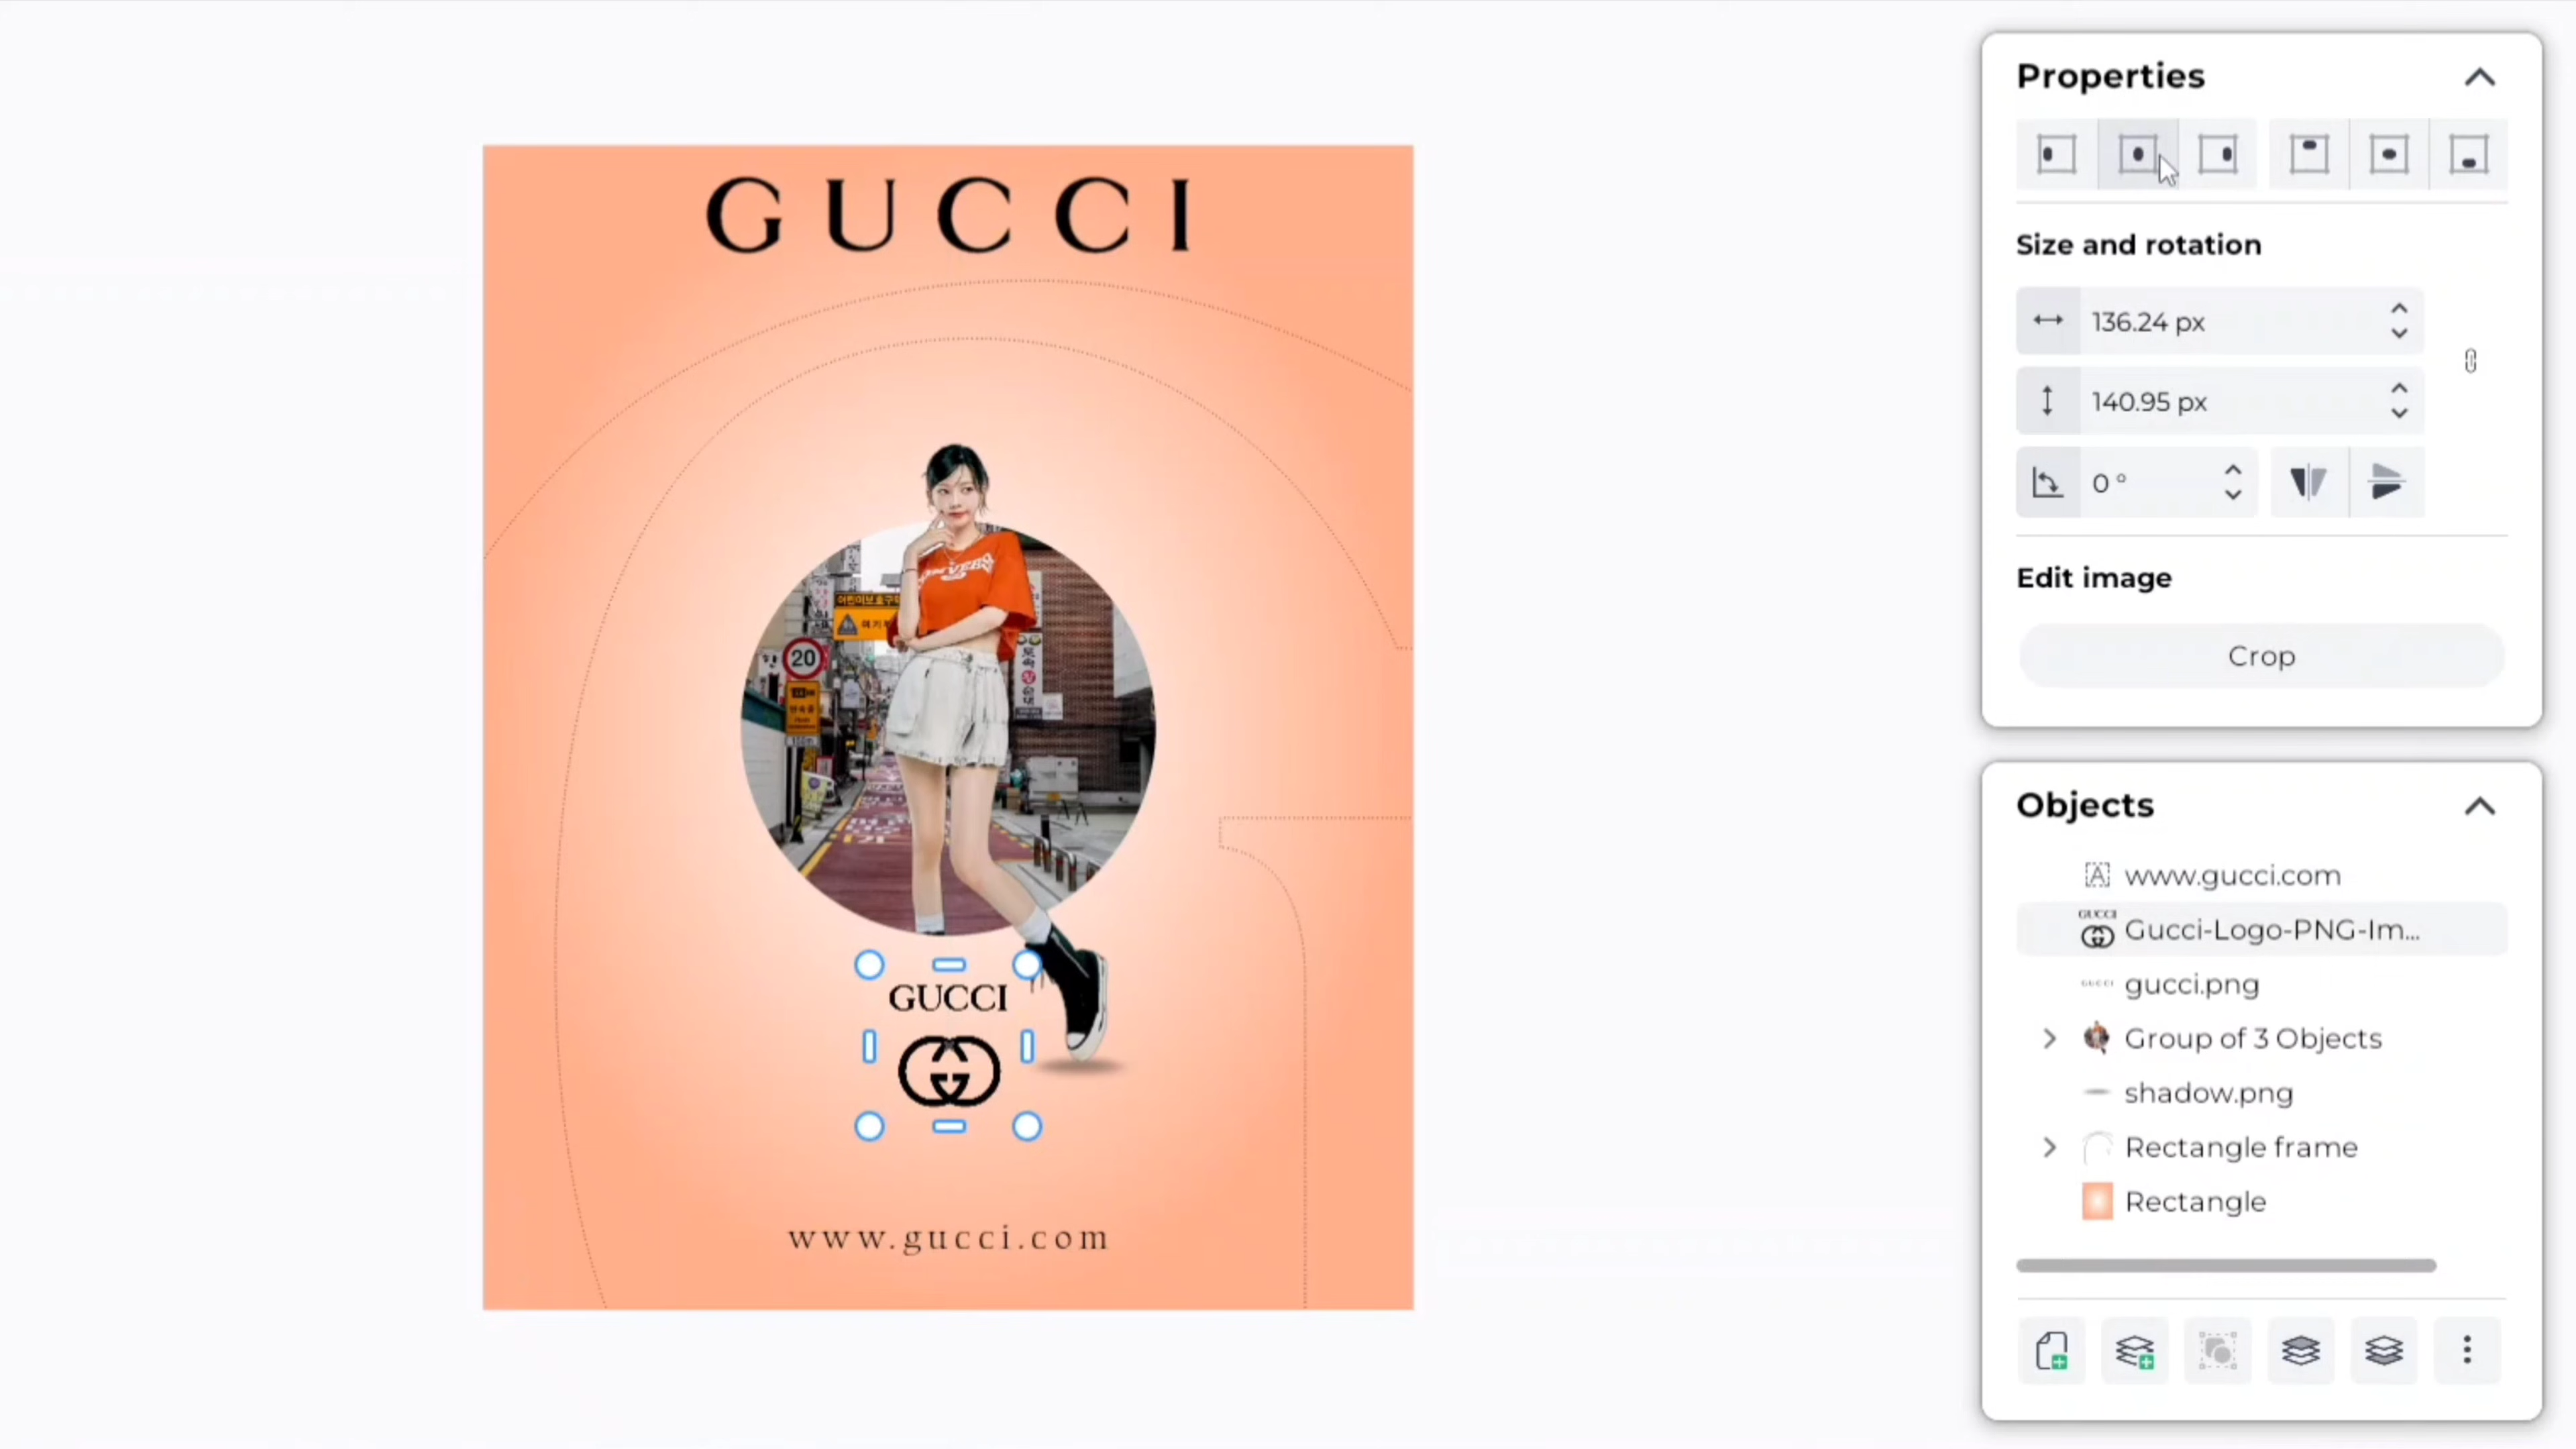 Properties
GUCCI
Size and rotation
136.24 px
140.95 px
0 °
Edit image
Crop
20
GUCCI
www.gucci.com
Objects
www.gucci.com
Gucci-Logo-PNG-Im...
gucci.png
Group of 3 Objects
shadow.png
Rectangle frame
Rectangle